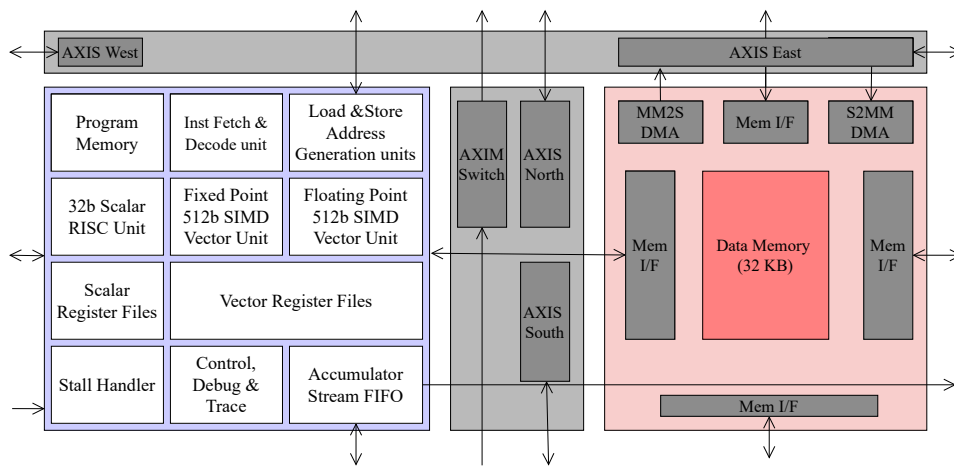 AXIS West
AXIS East
Program
Memory
Inst Fetch &
Decode unit
Load &Store
Address
Generation units
32b Scalar
RISC Unit
Fixed Point
512b SIMD
Vector Unit
Floating Point
512b SIMD
Vector Unit
Scalar
Register Files
Vector Register Files
Stall Handler
Control,
Debug &
Trace
Accumulator
Stream FIFO
AXIM
Switch
AXIS
North
AXIS
South
MM2S
DMA
Mem I/F
S2MM
DMA
Mem
I/F
Data Memory
(32 KB)
Mem
I/F
Mem I/F